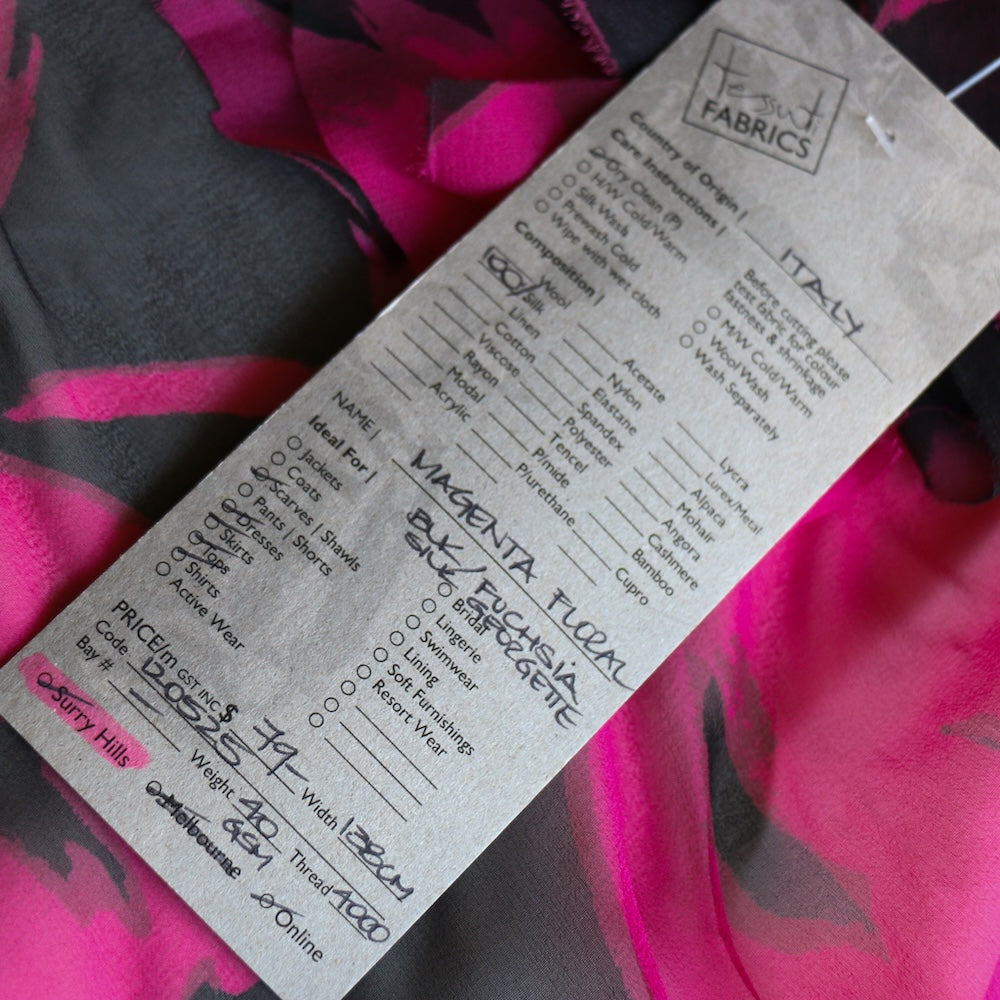 Tessuti
FABRICS
Country of Origin | ITALY
Care Instructions |
Dry Clean (P)
H/W Cold/Warm
Silk Wash
Prewash Cold
Wipe with wet cloth
Before cutting please
test fabric for colour
fastness & shrinkage
M/W Cold/Warm
Wool Wash
Wash Separately
Composition |
Wool
100 Silk
Linen
Cotton
Viscose
Rayon
Modal
Acrylic
Acetate
Nylon
Elastane
Spandex
Polyester
Tencel
P/mide
P/urethane
Lycra
Lurex/Metal
Alpaca
Mohair
Angora
Cashmere
Bamboo
Cupro
NAME | MAGENTA FLORAL
BLK/FUCHSIA
SILK GEORGETTE
Ideal For |
Jackets
Coats
Scarves | Shawls
Pants | Shorts
Dresses
Skirts
Tops
Shirts
Active Wear
Bridal
Lingerie
Swimwear
Lining
Soft Furnishings
Resort Wear
PRICE/m GST INC $ 79-
Code 120525 Width 138CM
Bay # Weight 40 GSM Thread 4000
Surry Hills
Melbourne
Online